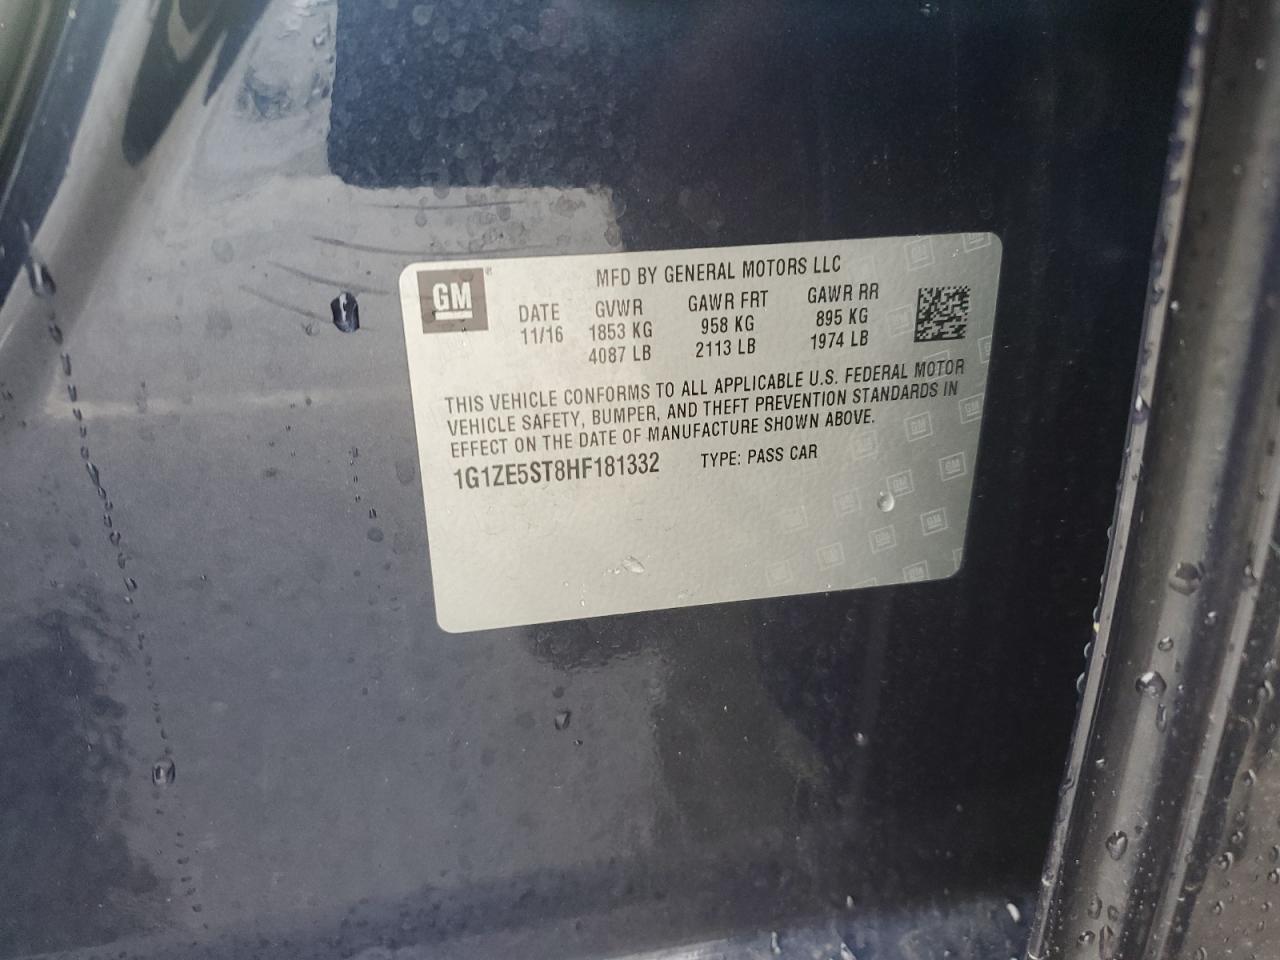 GM
MFD BY GENERAL MOTORS LLC
DATE GVWR GAWR FRT GAWR RR
11/16 1853 KG 958 KG 895 KG
4087 LB 2113 LB 1974 LB
THIS VEHICLE CONFORMS TO ALL APPLICABLE U.S. FEDERAL MOTOR
VEHICLE SAFETY, BUMPER, AND THEFT PREVENTION STANDARDS IN
EFFECT ON THE DATE OF MANUFACTURE SHOWN ABOVE.
1G1ZE5ST8HF181332 TYPE: PASS CAR